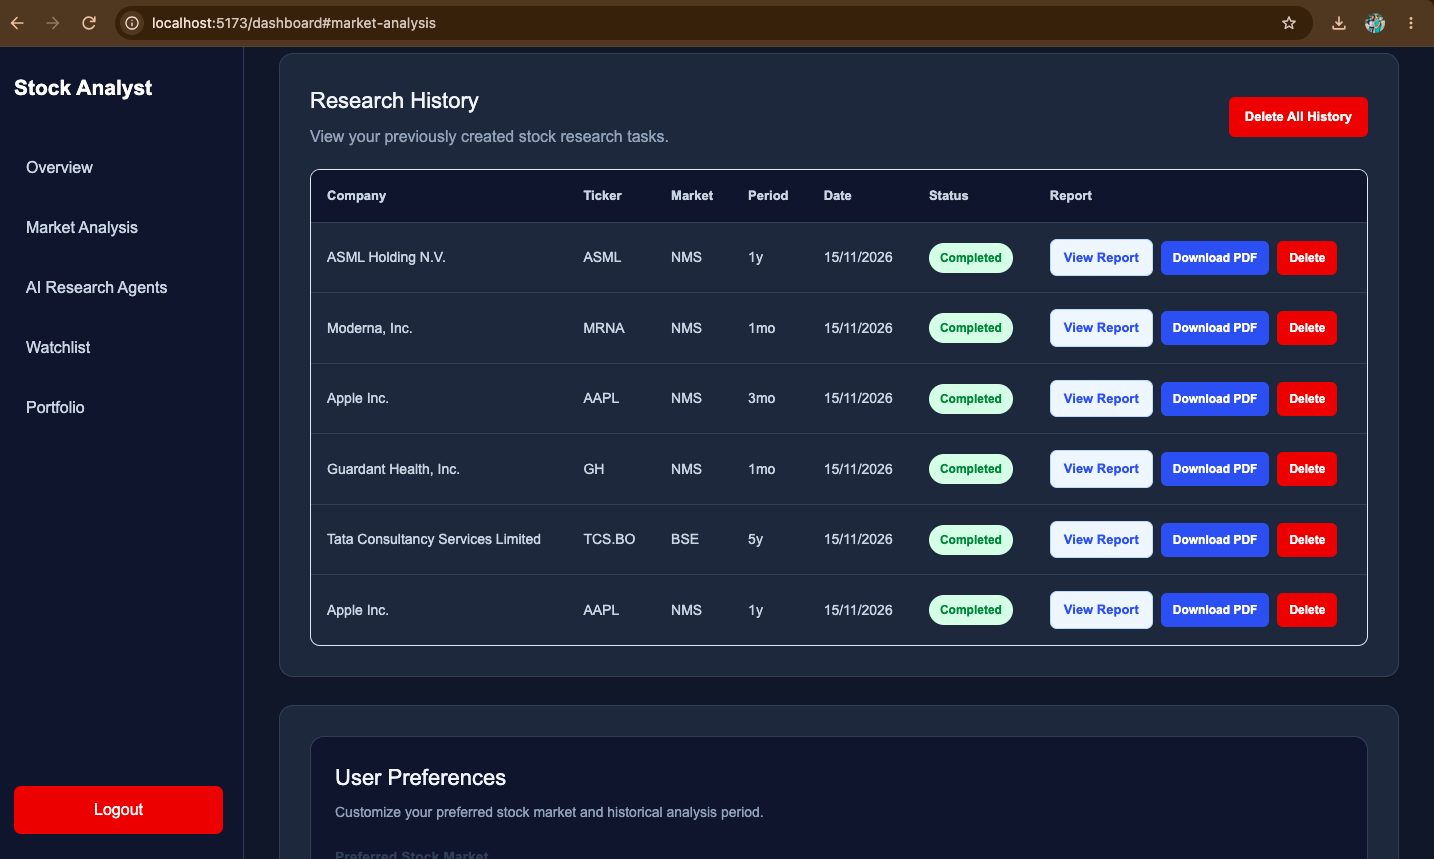 localhost:5173/dashboard#market-analysis
Stock Analyst
Overview
Market Analysis
AI Research Agents
Watchlist
Portfolio
Logout
Research History
View your previously created stock research tasks.
Delete All History
Company Ticker Market Period Date Status Report
ASML Holding N.V. ASML NMS 1y 15/11/2026 Completed View Report Download PDF Delete
Moderna, Inc. MRNA NMS 1mo 15/11/2026 Completed View Report Download PDF Delete
Apple Inc. AAPL NMS 3mo 15/11/2026 Completed View Report Download PDF Delete
Guardant Health, Inc. GH NMS 1mo 15/11/2026 Completed View Report Download PDF Delete
Tata Consultancy Services Limited TCS.BO BSE 5y 15/11/2026 Completed View Report Download PDF Delete
Apple Inc. AAPL NMS 1y 15/11/2026 Completed View Report Download PDF Delete
User Preferences
Customize your preferred stock market and historical analysis period.
Preferred Stock Market